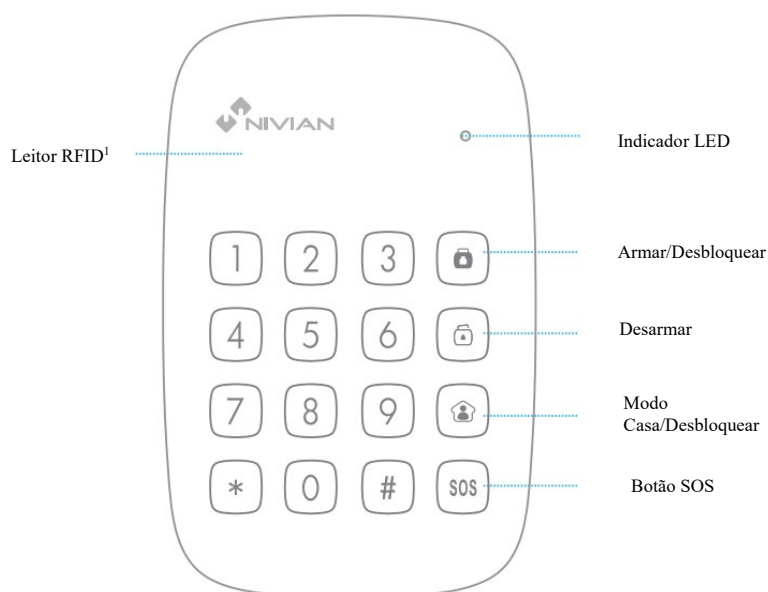 NIVIAN
Leitor RFID¹
Indicador LED
1 2 3
Armar/Desbloquear
4 5 6
Desarmar
7 8 9
Modo
Casa/Desbloquear
* 0 # SOS
Botão SOS